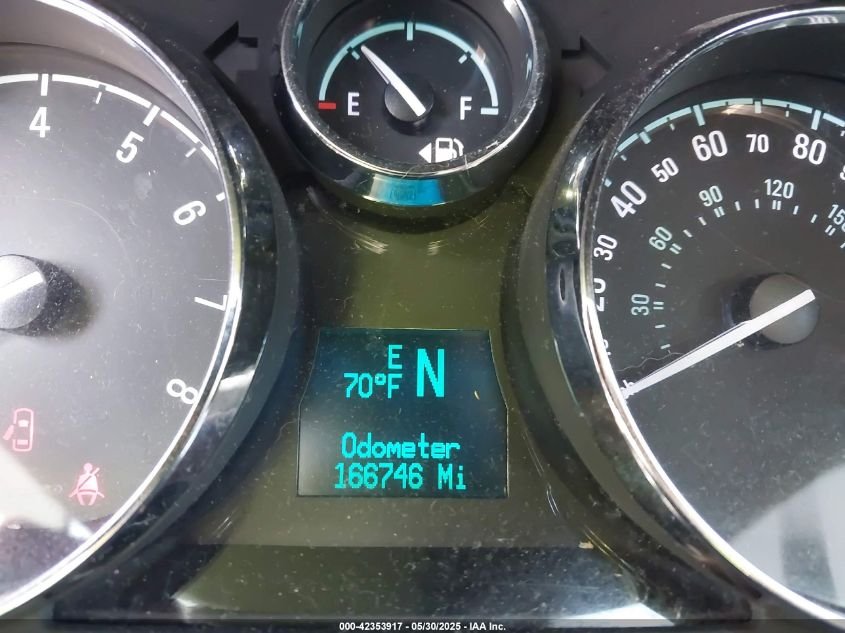 E F
4 5 6 7 8
30 40 50 60 70 80
30 60 90 120
E
70°F N
Odometer
166746 Mi
000-42353917 - 05/30/2025 - IAA Inc.